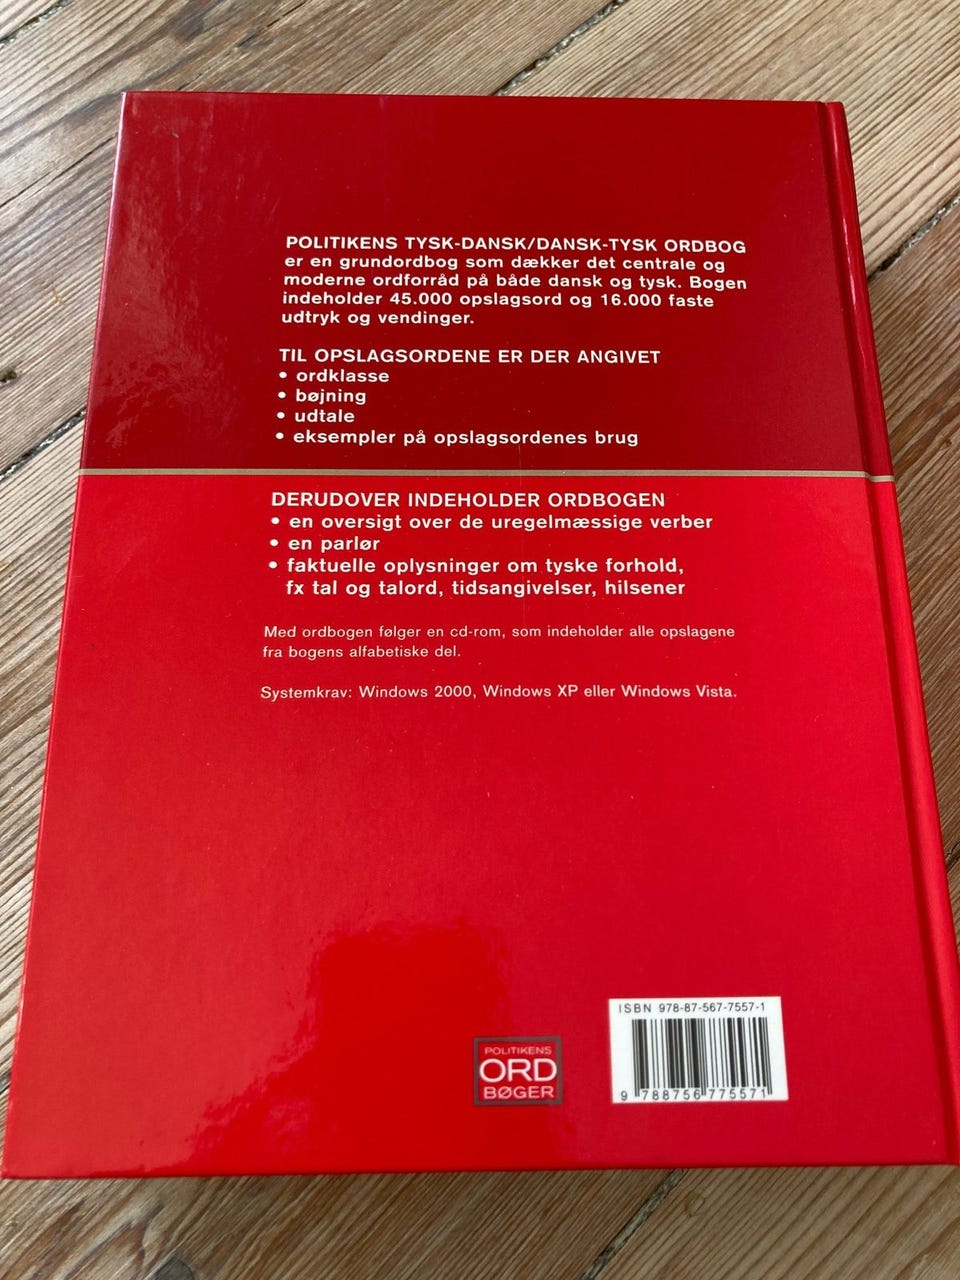 POLITIKENS TYSK-DANSK/DANSK-TYSK ORDBOG
er en grundordbog som dækker det centrale og
moderne ordforråd på både dansk og tysk. Bogen
indeholder 45.000 opslagsord og 16.000 faste
udtryk og vendinger.
TIL OPSLAGSORDENE ER DER ANGIVET
• ordklasse
• bøjning
• udtale
• eksempler på opslagsordenes brug
DERUDOVER INDEHOLDER ORDBOGEN
• en oversigt over de uregelmæssige verber
• en parlør
• faktuelle oplysninger om tyske forhold,
fx tal og talord, tidsangivelser, hilsener
Med ordbogen følger en cd-rom, som indeholder alle opslagene
fra bogens alfabetiske del.
Systemkrav: Windows 2000, Windows XP eller Windows Vista.
ISBN 978-87-567-7557-1
9 788756 775571
POLITIKENS
ORD
BØGER